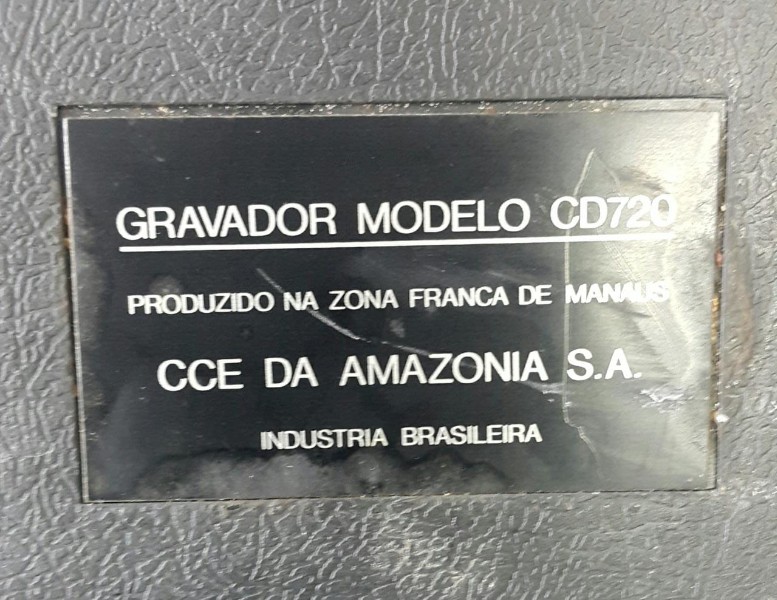 GRAVADOR MODELO CD720
PRODUZIDO NA ZONA FRANCA DE MANAUS
CCE DA AMAZONIA S.A.
INDUSTRIA BRASILEIRA